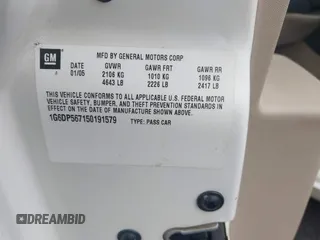 GM
MFD BY GENERAL MOTORS CORP
DATE GVWR GAWR FRT GAWR RR
01/05 2106 KG 1010 KG 1096 KG
4643 LB 2226 LB 2417 LB
THIS VEHICLE CONFORMS TO ALL APPLICABLE U.S. FEDERAL MOTOR
VEHICLE SAFETY, BUMPER, AND THEFT PREVENTION STANDARDS
IN EFFECT ON THE DATE OF MANUFACTURE SHOWN ABOVE.
1G6DP567150191579
TYPE: PASS CAR
DREAMBID